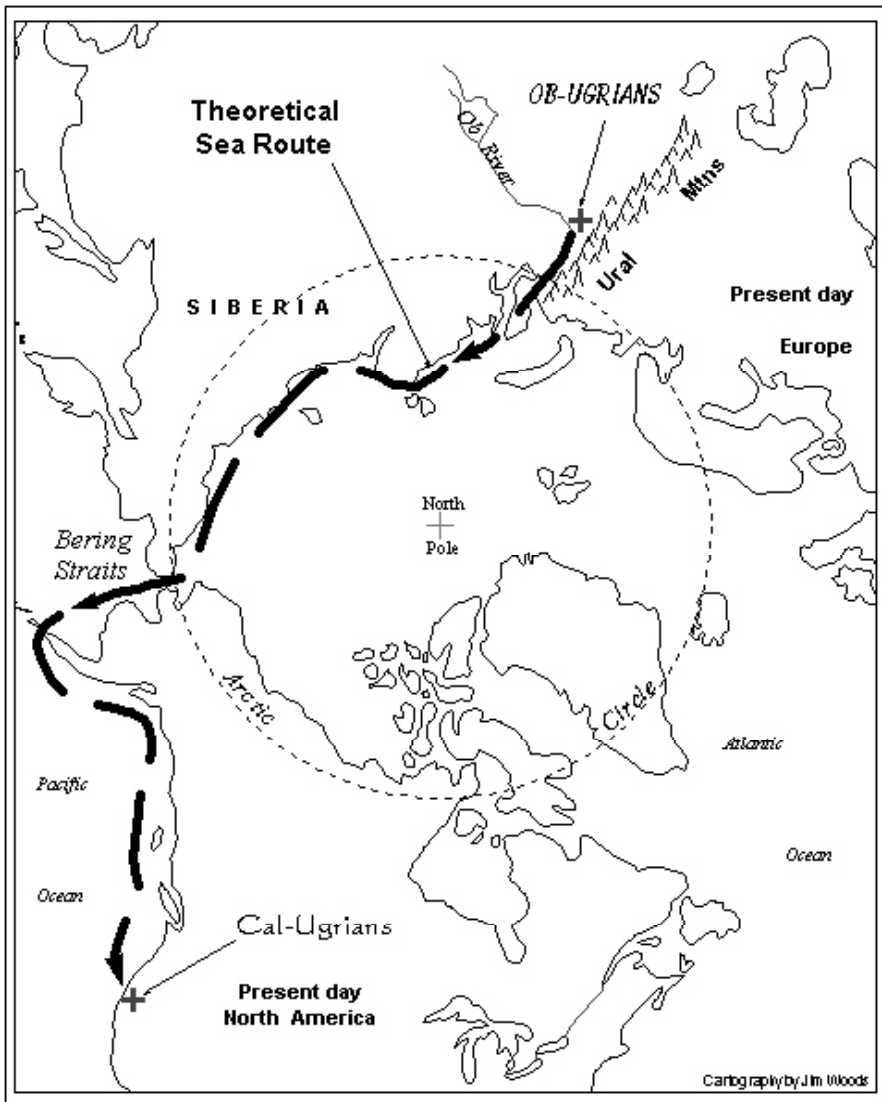 Theoretical
Sea Route
OB-UGRIANS
Ob River
Ural Mtns
SIBERIA
Present day
Europe
North
Pole
Bering
Straits
Arctic Circle
Atlantic
Ocean
Pacific
Ocean
Cal-Ugrians
Present day
North America
Cartography by Jim Woods